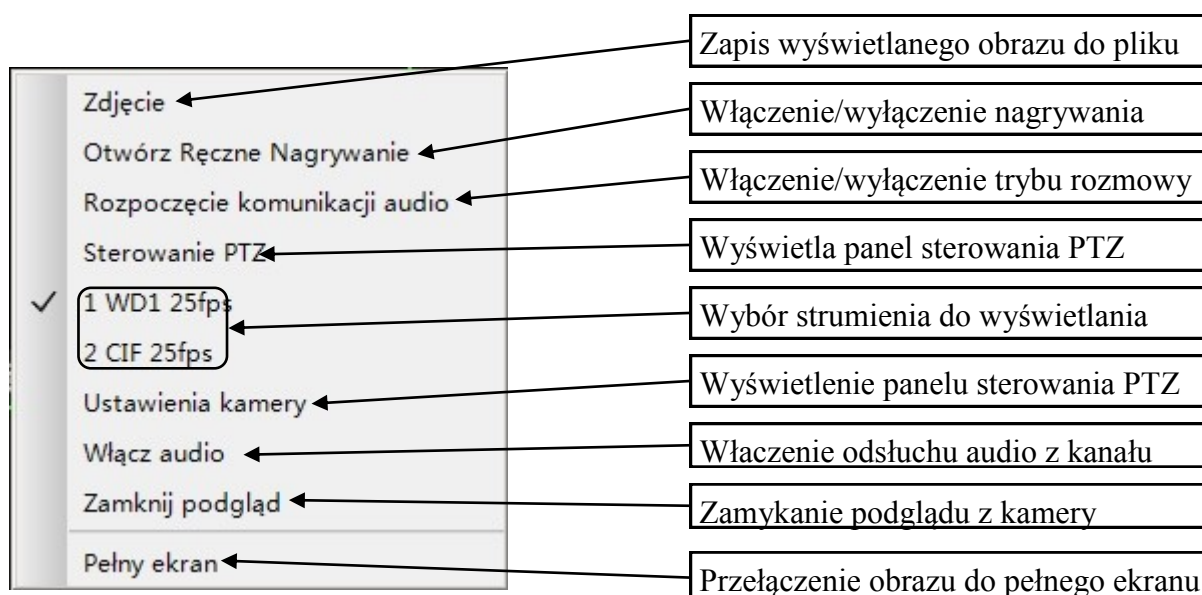 Zapis wyświetlanego obrazu do pliku
Zdjęcie
Włączenie/wyłączenie nagrywania
Otwórz Ręczne Nagrywanie
Włączenie/wyłączenie trybu rozmowy
Rozpoczęcie komunikacji audio
Wyświetla panel sterowania PTZ
Sterowanie PTZ
1 WD1 25fps
Wybór strumienia do wyświetlania
2 CIF 25fps
Wyświetlenie panelu sterowania PTZ
Ustawienia kamery
Właczenie odsłuchu audio z kanału
Włącz audio
Zamykanie podglądu z kamery
Zamknij podgląd
Pełny ekran
Przełączenie obrazu do pełnego ekranu